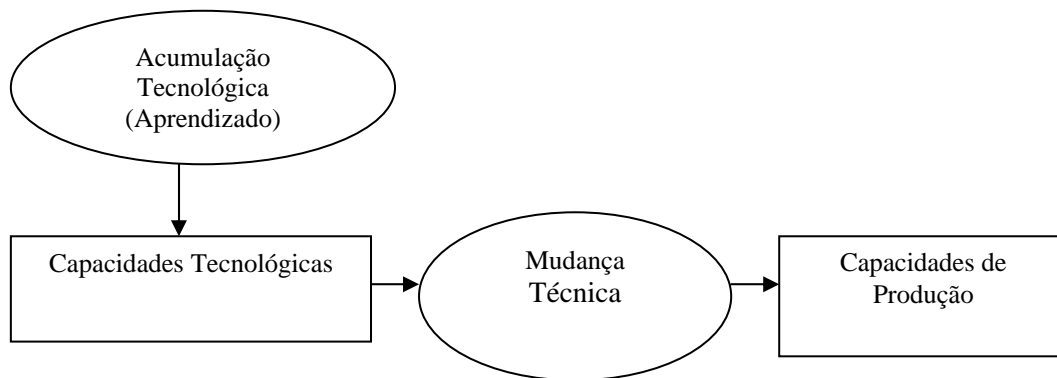 Acumulação
Tecnológica
(Aprendizado)
Capacidades Tecnológicas
Mudança
Técnica
Capacidades de
Produção